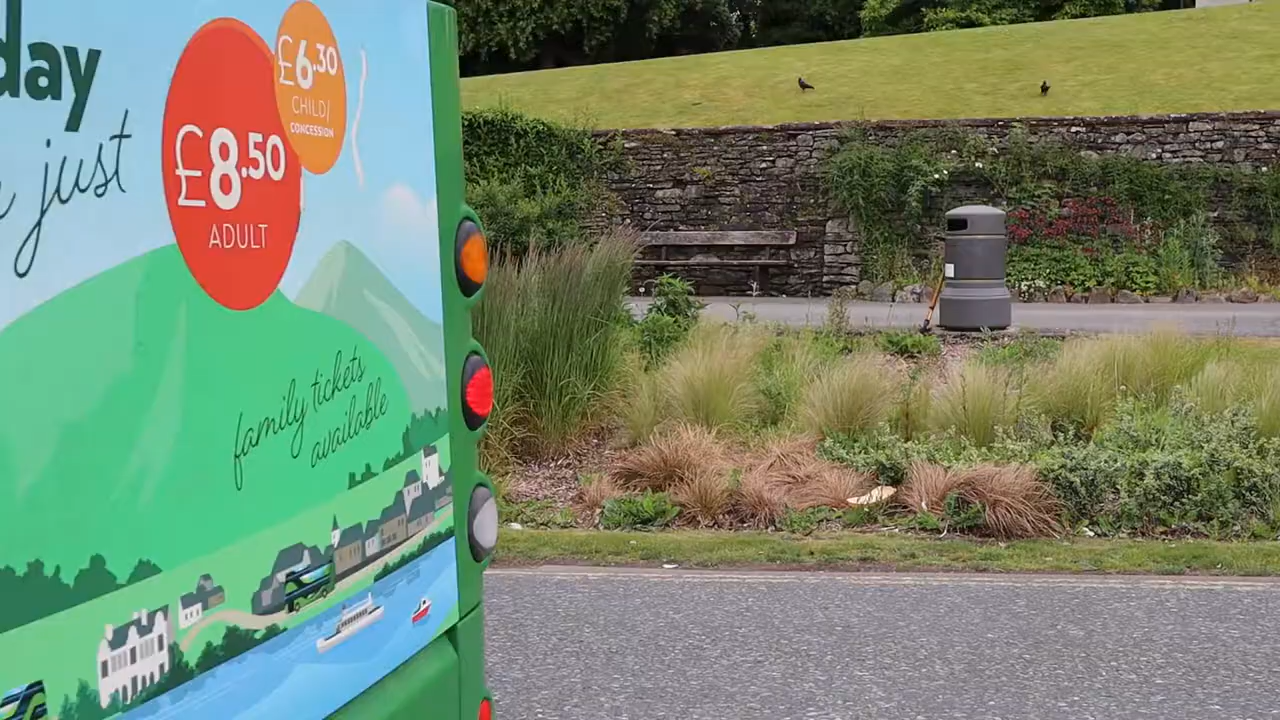 day
just
£8.50
ADULT
£6.30
CHILD/
CONCESSION
family tickets
available